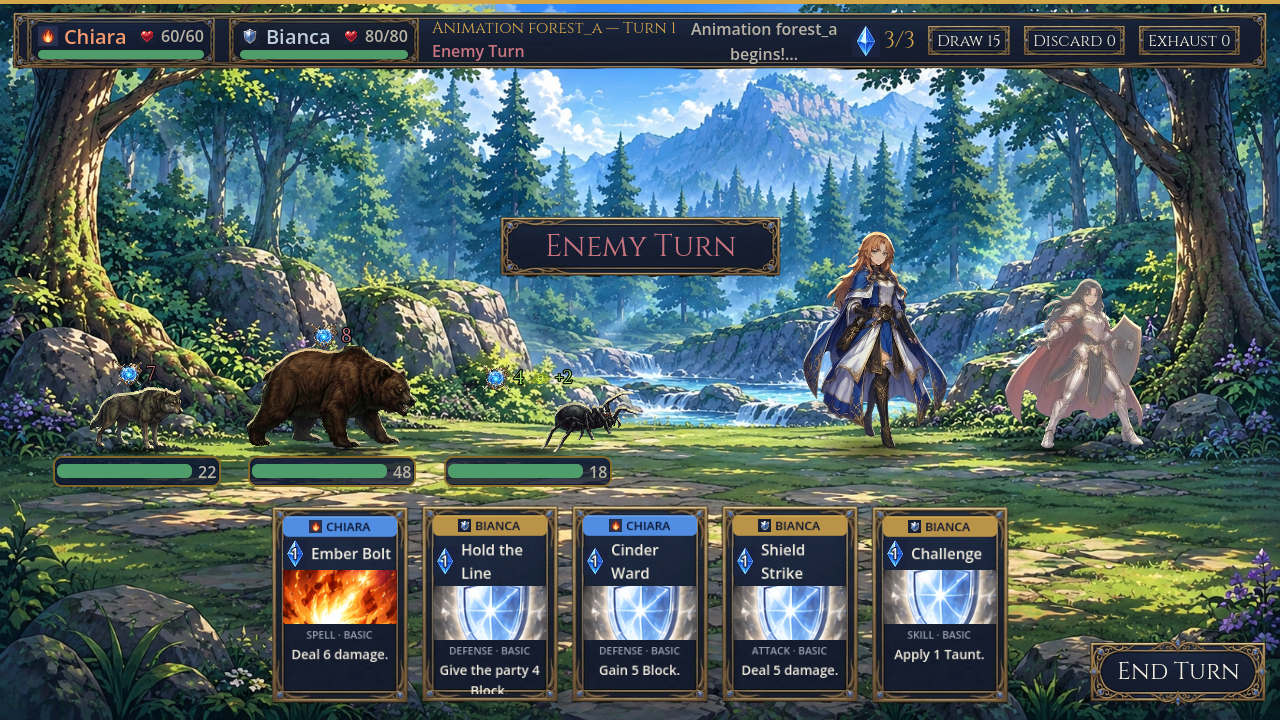 Chiara 60/60
Bianca 80/80
Animation forest_a — Turn 1
Enemy Turn
Animation forest_a
begins!...
3/3
Draw 15
Discard 0
Exhaust 0
Enemy Turn
7
8
4 +2
22
48
18
CHIARA
1 Ember Bolt
SPELL · BASIC
Deal 6 damage.
BIANCA
1 Hold the
Line
DEFENSE · BASIC
Give the party 4
Block.
CHIARA
1 Cinder
Ward
DEFENSE · BASIC
Gain 5 Block.
BIANCA
1 Shield
Strike
ATTACK · BASIC
Deal 5 damage.
BIANCA
1 Challenge
SKILL · BASIC
Apply 1 Taunt.
End Turn